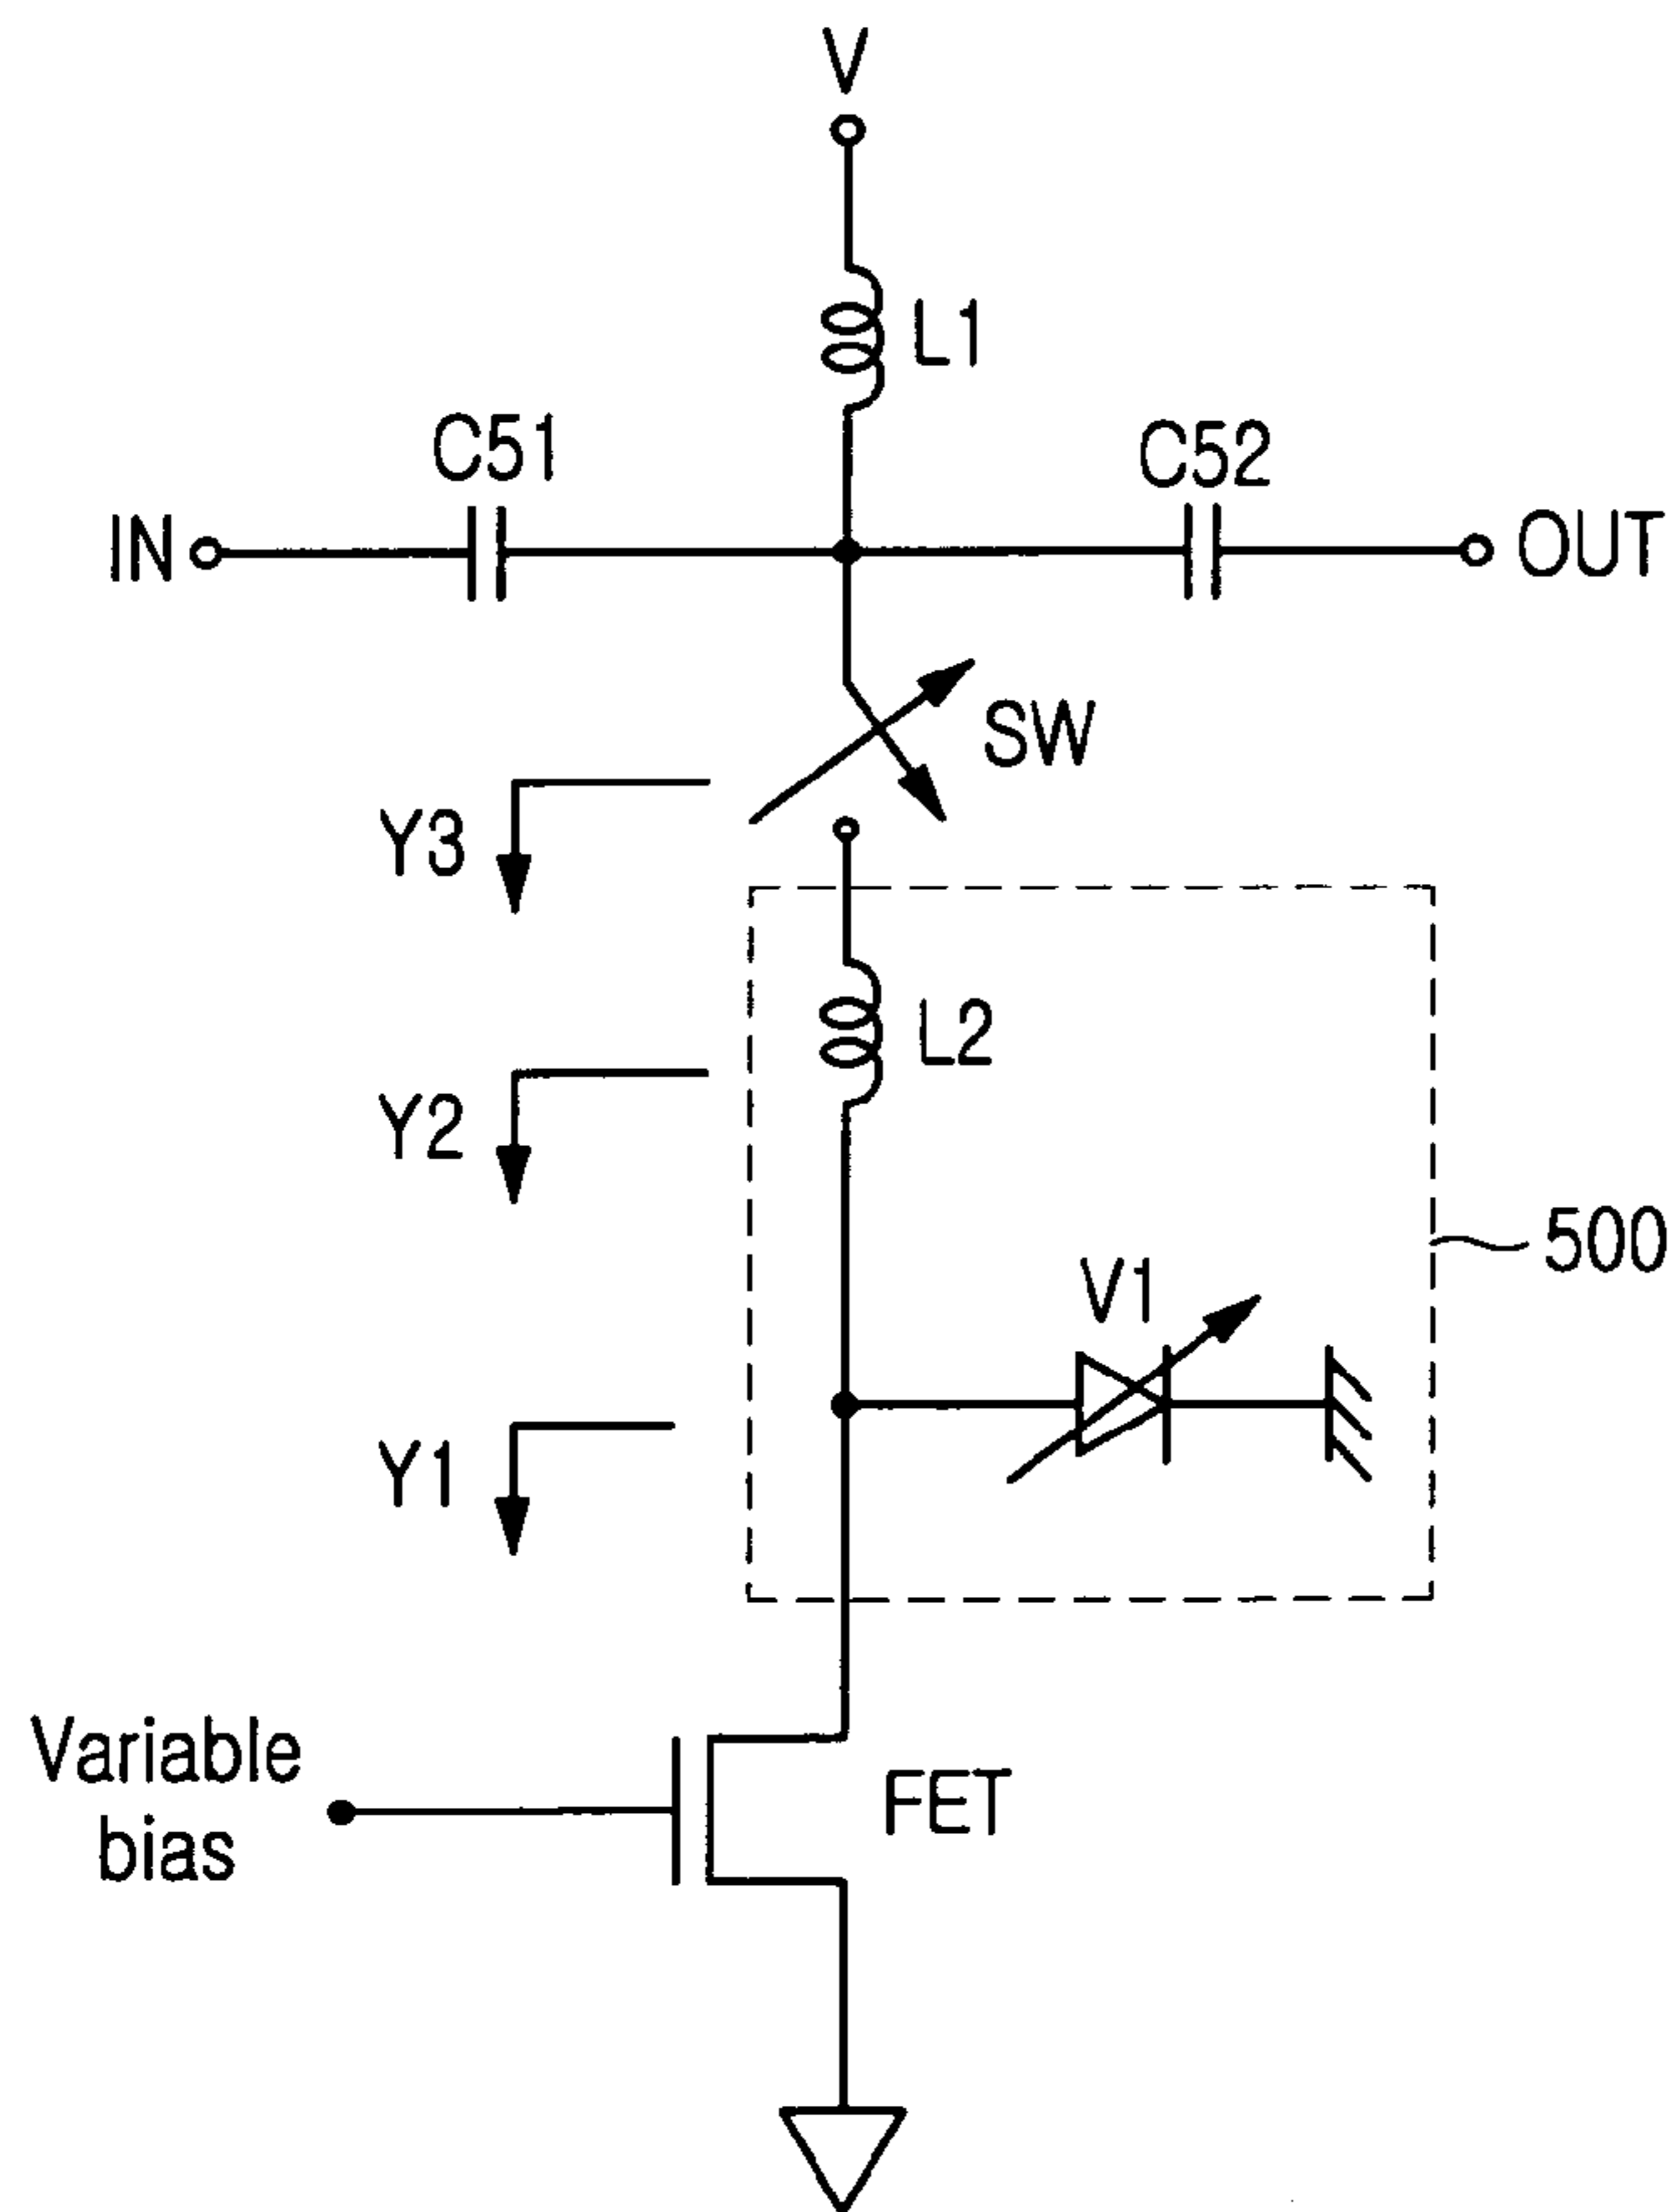 V
L1
C51
C52
IN
OUT
SW
Y3
L2
Y2
500
V1
Y1
Variable
bias
FET